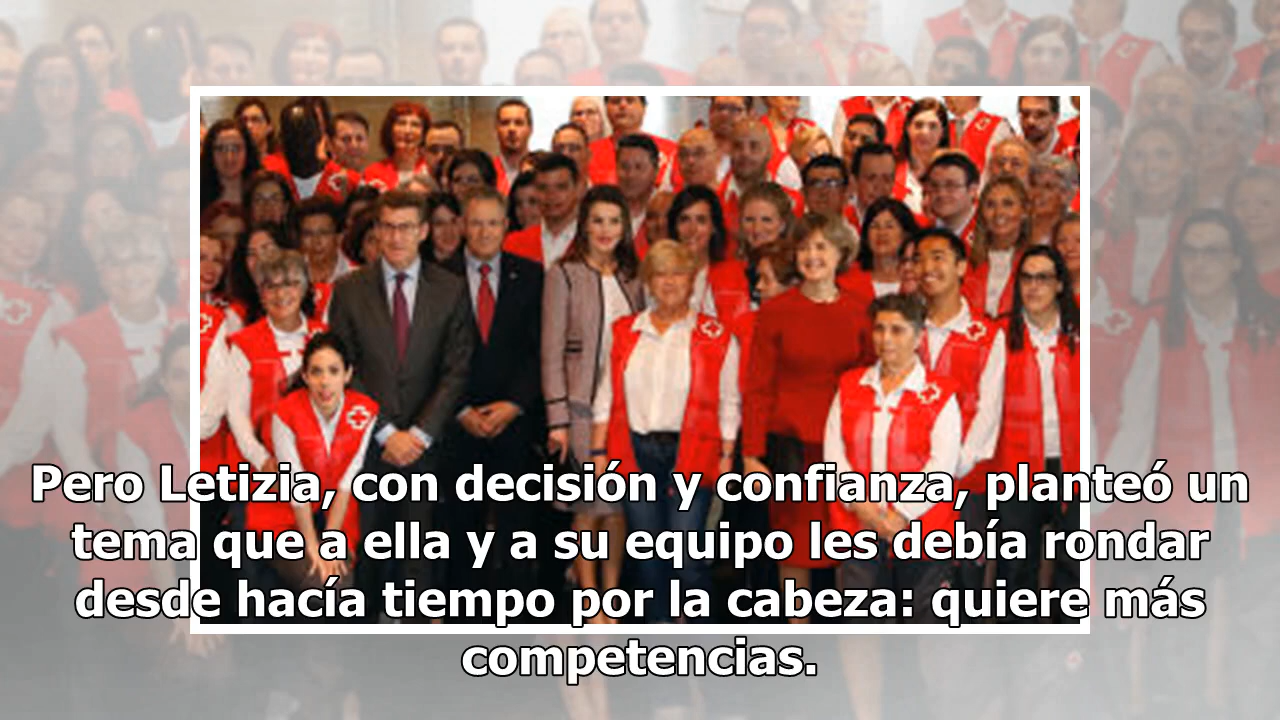 Pero Letizia, con decisión y confianza, planteó un
tema que a ella y a su equipo les debía rondar
desde hacía tiempo por la cabeza: quiere más
competencias.